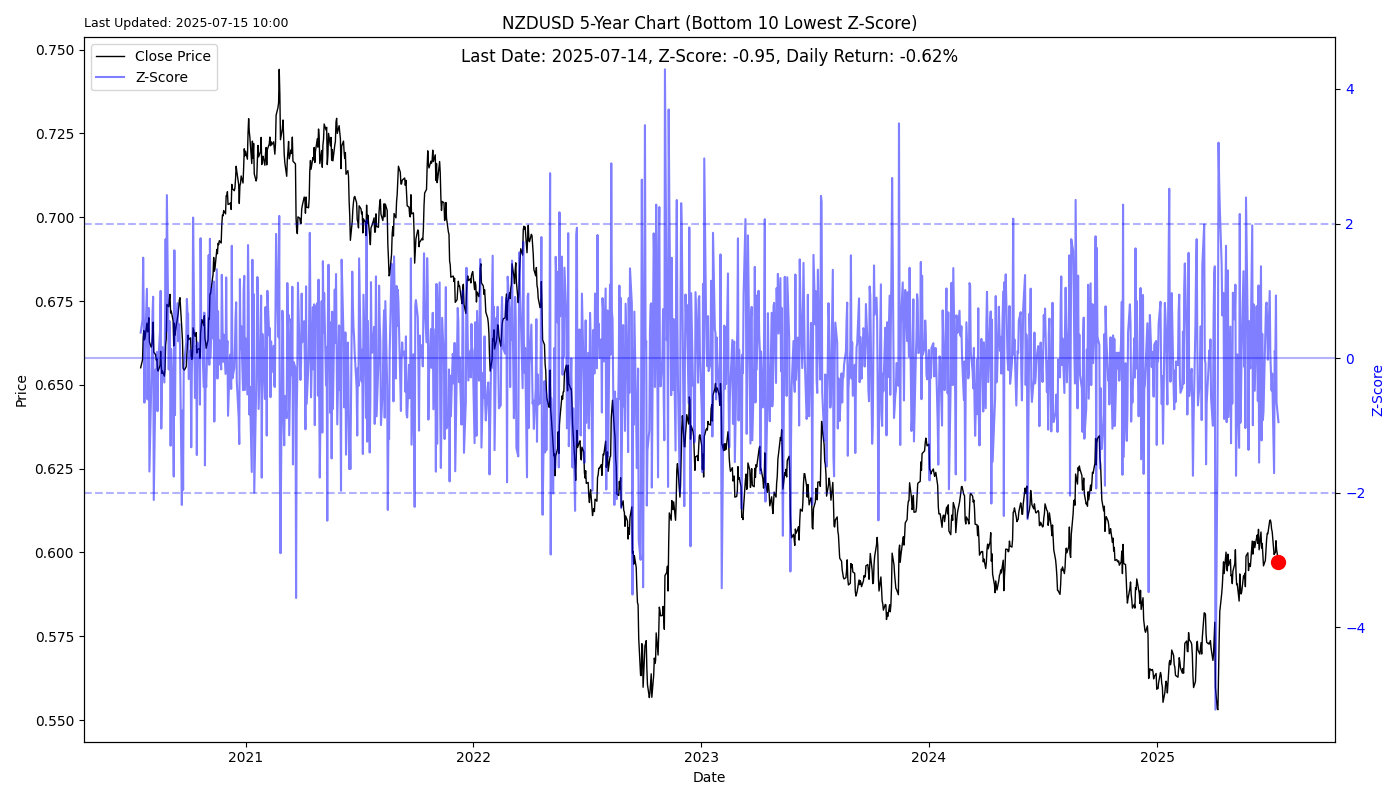 Last Updated: 2025-07-15 10:00
NZDUSD 5-Year Chart (Bottom 10 Lowest Z-Score)
Last Date: 2025-07-14, Z-Score: -0.95, Daily Return: -0.62%
Close Price
Z-Score
0.750
0.725
0.700
0.675
0.650
0.625
0.600
0.575
0.550
Price
4
2
0
−2
−4
Z-Score
2021
2022
2023
2024
2025
Date